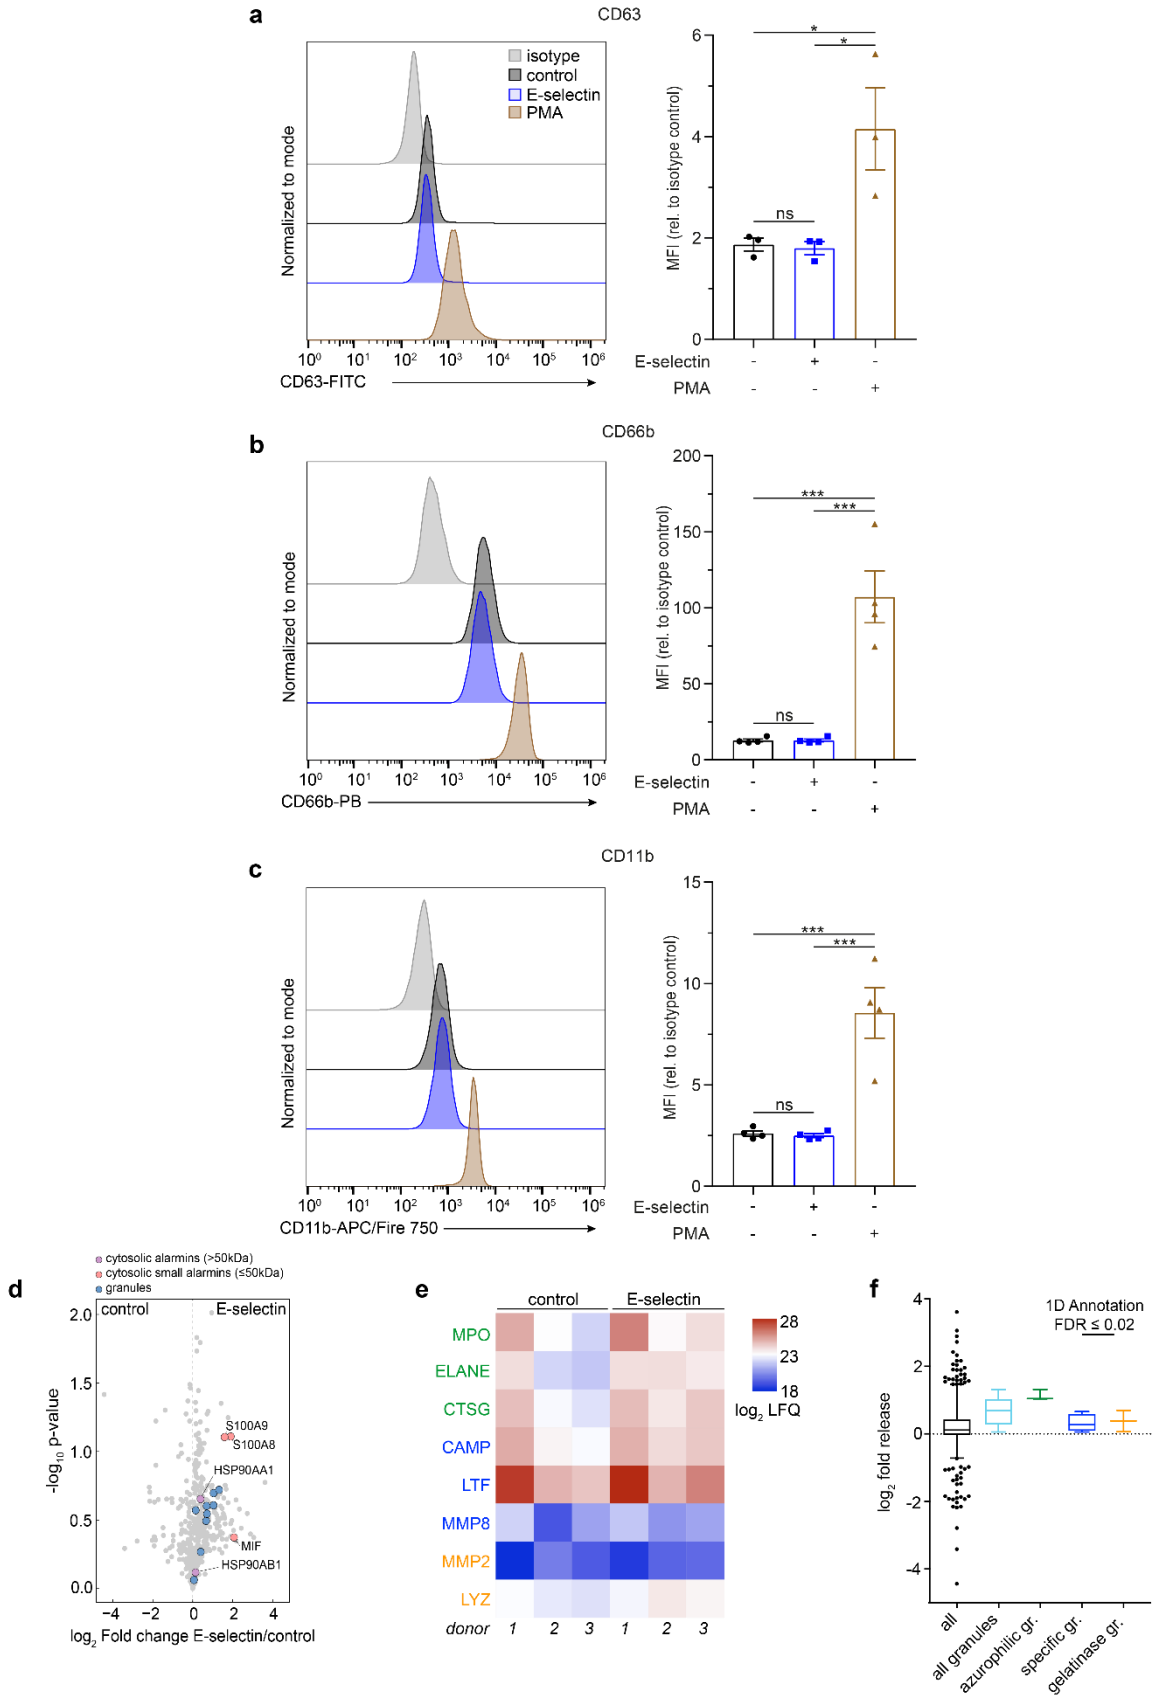 a
CD63
isotype
control
E-selectin
PMA
Normalized to mode
10⁰ 10¹ 10² 10³ 10⁴ 10⁵ 10⁶
CD63-FITC
MFI (rel. to isotype control)
6
4
2
0
*
*
ns
E-selectin - + -
PMA - - +
b
CD66b
Normalized to mode
10⁰ 10¹ 10² 10³ 10⁴ 10⁵ 10⁶
CD66b-PB
MFI (rel. to isotype control)
200
150
100
50
0
***
***
ns
E-selectin - + -
PMA - - +
c
CD11b
Normalized to mode
10⁰ 10¹ 10² 10³ 10⁴ 10⁵ 10⁶
CD11b-APC/Fire 750
MFI (rel. to isotype control)
15
10
5
0
***
***
ns
E-selectin - + -
PMA - - +
d
cytosolic alarmins (>50kDa)
cytosolic small alarmins (≤50kDa)
granules
control E-selectin
-log₁₀ p-value
2.0
1.5
1.0
0.5
0.0
S100A9
S100A8
HSP90AA1
MIF
HSP90AB1
−4 −2 0 2 4
log₂ Fold change E-selectin/control
e
control E-selectin
MPO
ELANE
CTSG
CAMP
LTF
MMP8
MMP2
LYZ
donor 1 2 3 1 2 3
28
23
18
log₂ LFQ
f
1D Annotation
FDR ≤ 0.02
log₂ fold release
4
2
0
-2
-4
all
all granules
azurophilic gr.
specific gr.
gelatinase gr.